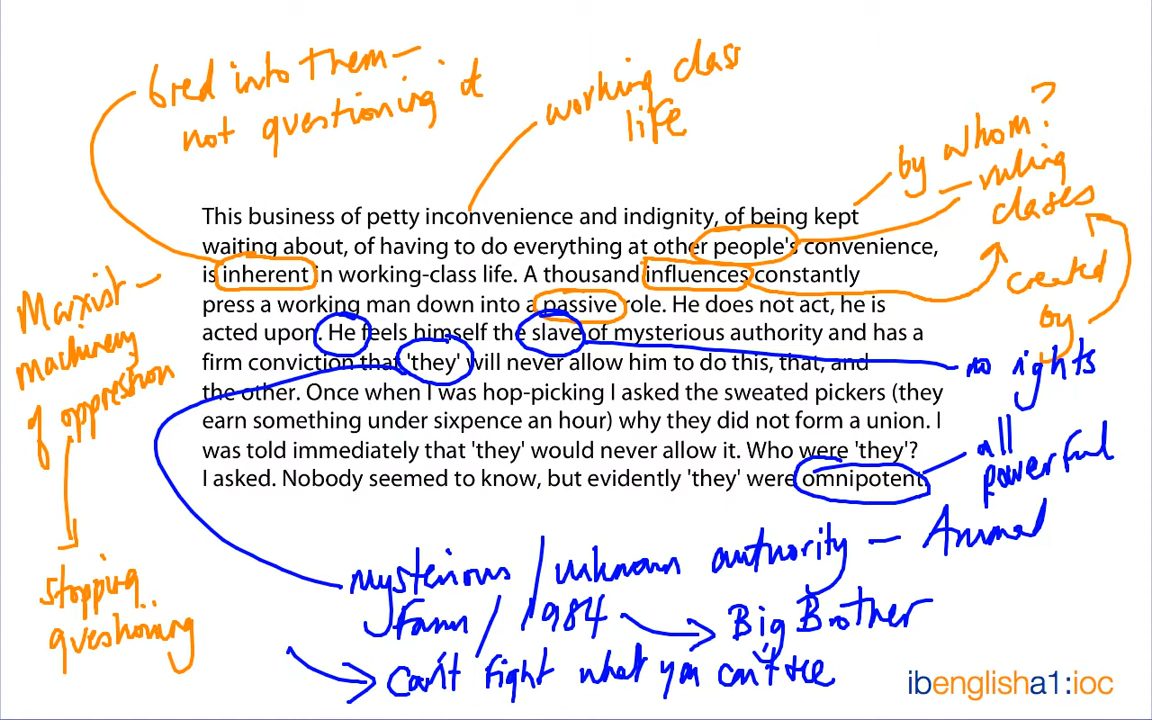 bred into them –
not questioning it
working class
life
by whom?
– ruling
classes
created
by
This business of petty inconvenience and indignity, of being kept
waiting about, of having to do everything at other people's convenience,
is inherent in working-class life. A thousand influences constantly
press a working man down into a passive role. He does not act, he is
acted upon. He feels himself the slave of mysterious authority and has a
firm conviction that 'they' will never allow him to do this, that, and
the other. Once when I was hop-picking I asked the sweated pickers (they
earn something under sixpence an hour) why they did not form a union. I
was told immediately that 'they' would never allow it. Who were 'they'?
I asked. Nobody seemed to know, but evidently 'they' were omnipotent.
Marxist –
machinery
of oppression
stopping
questioning
no rights
all
powerful
mysterious / unknown authority – Animal
Farm / 1984 Big Brother
Can't fight what you can't see
ibenglisha1:ioc